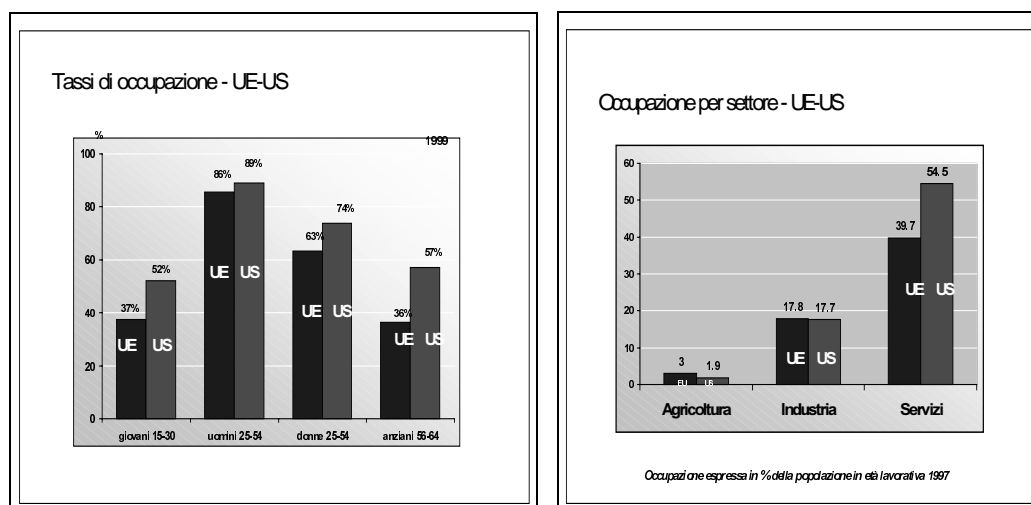 Tassi di occupazione - UE-US
%
1999
100
80
60
40
20
0
37%
52%
86%
89%
63%
74%
36%
57%
UE US
UE US
UE US
UE US
giovani 15-30
uomini 25-54
donne 25-54
anziani 56-64
Occupazione per settore - UE-US
60
50
40
30
20
10
0
3
1.9
17.8
17.7
39.7
54.5
EU US
UE US
UE US
Agricoltura
Industria
Servizi
Occupazione espressa in % della popolazione in età lavorativa 1997